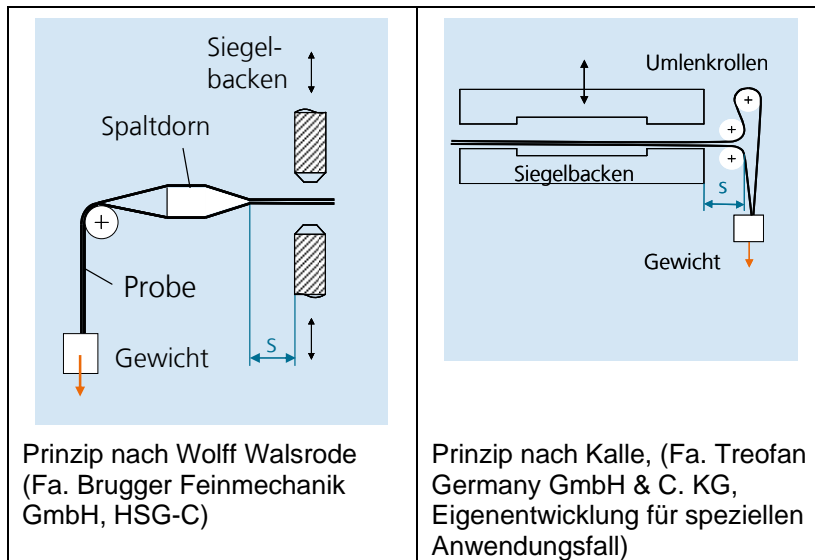 Siegel-
backen
Spaltdorn
Probe
Gewicht
S
Prinzip nach Wolff Walsrode
(Fa. Brugger Feinmechanik
GmbH, HSG-C)
Umlenkrollen
Siegelbacken
S
Gewicht
Prinzip nach Kalle, (Fa. Treofan
Germany GmbH & C. KG,
Eigenentwicklung für speziellen
Anwendungsfall)